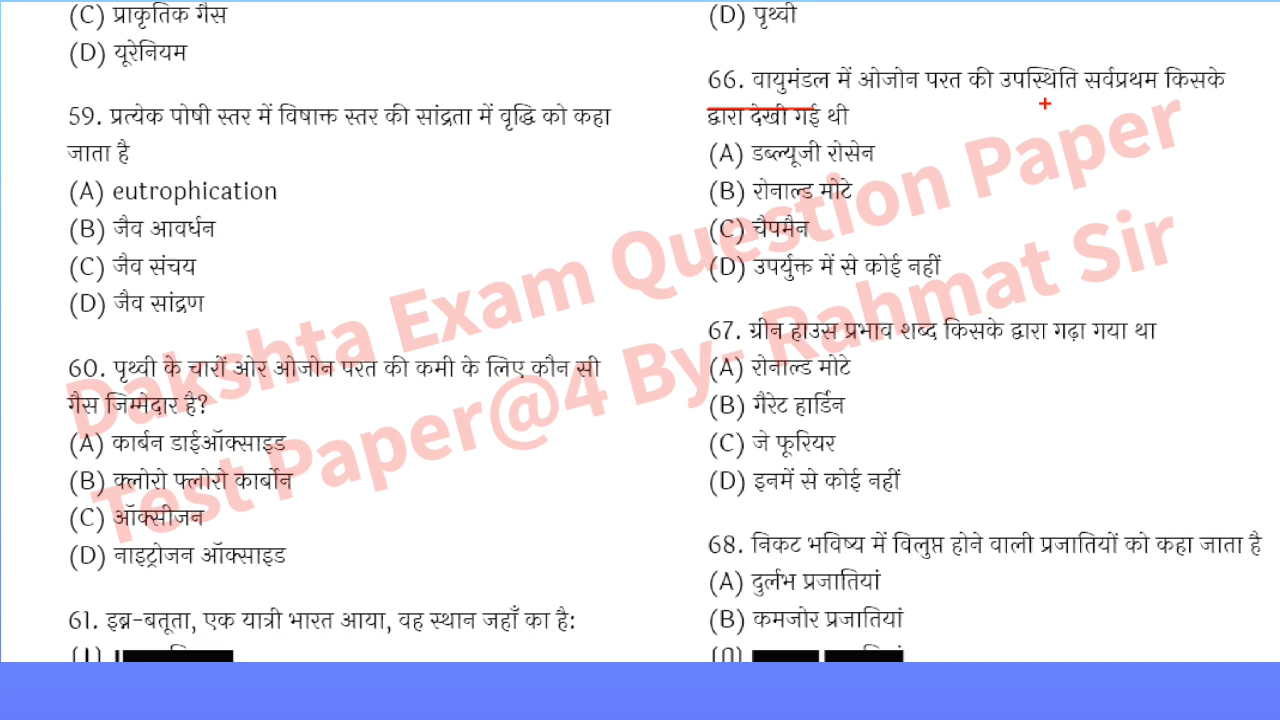 (C) प्राकृतिक गैस
(D) यूरेनियम
59. प्रत्येक पोषी स्तर में विषाक्त स्तर की सांद्रता में वृद्धि को कहा
जाता है
(A) eutrophication
(B) जैव आवर्धन
(C) जैव संचय
(D) जैव सांद्रण
60. पृथ्वी के चारों ओर ओजोन परत की कमी के लिए कौन सी
गैस जिम्मेदार है?
(A) कार्बन डाईऑक्साइड
(B) क्लोरो फ्लोरो कार्बोन
(C) ऑक्सीजन
(D) नाइट्रोजन ऑक्साइड
61. इब्न-बतूता, एक यात्री भारत आया, वह स्थान जहाँ का है:
(D) पृथ्वी
66. वायुमंडल में ओजोन परत की उपस्थिति सर्वप्रथम किसके
द्वारा देखी गई थी
(A) डब्ल्यूजी रोसेन
(B) रोनाल्ड मोटे
(C) चैपमैन
(D) उपर्युक्त में से कोई नहीं
67. ग्रीन हाउस प्रभाव शब्द किसके द्वारा गढ़ा गया था
(A) रोनाल्ड मोटे
(B) गैरेट हार्डिन
(C) जे फूरियर
(D) इनमें से कोई नहीं
68. निकट भविष्य में विलुप्त होने वाली प्रजातियों को कहा जाता है
(A) दुर्लभ प्रजातियां
(B) कमजोर प्रजातियां
Dakshta Exam Question Paper
Test Paper@4 By- Rahmat Sir